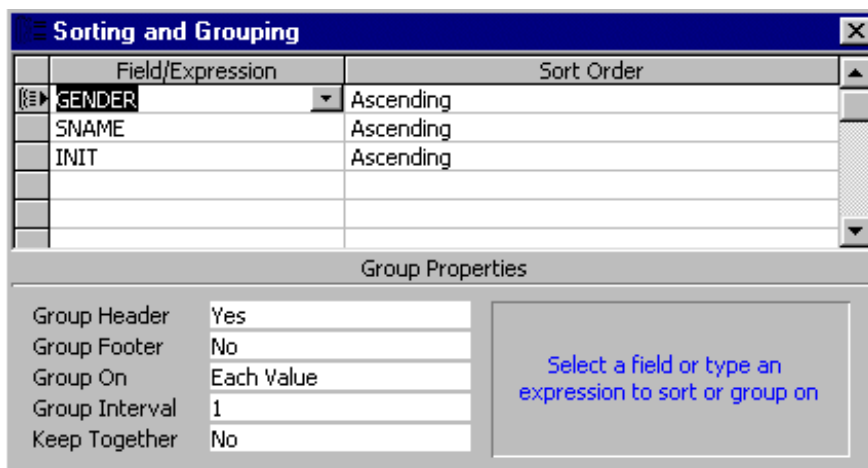 Sorting and Grouping
Field/Expression Sort Order
GENDER Ascending
SNAME Ascending
INIT Ascending
Group Properties
Group Header Yes
Group Footer No
Group On Each Value
Group Interval 1
Keep Together No
Select a field or type an
expression to sort or group on